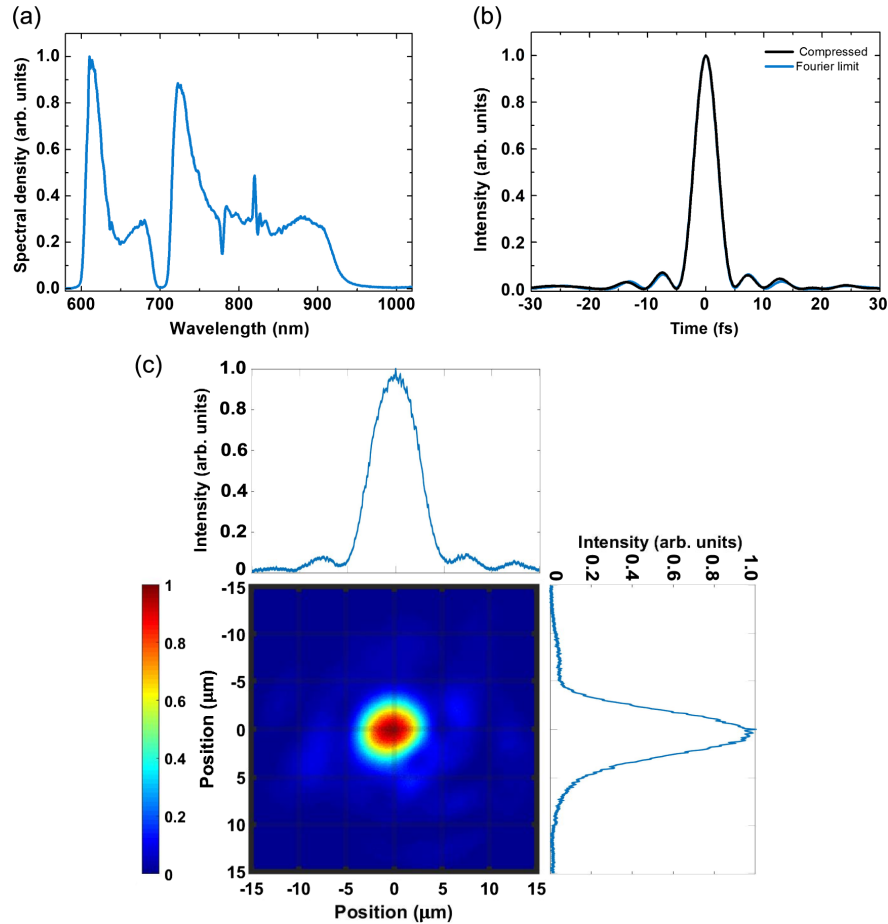 (a)
Spectral density (arb. units)
1.0
0.8
0.6
0.4
0.2
0.0
600 700 800 900 1000
Wavelength (nm)
(b)
Intensity (arb. units)
1.0
0.8
0.6
0.4
0.2
0.0
Compressed
Fourier limit
-30 -20 -10 0 10 20 30
Time (fs)
(c)
Intensity (arb. units)
1.0
0.8
0.6
0.4
0.2
0
-15 -10 -5 0 5 10 15
Intensity (arb. units)
0 0.2 0.4 0.6 0.8 1.0
1
0.8
0.6
0.4
0.2
0
Position (μm)
-15
-10
-5
0
5
10
15
-15 -10 -5 0 5 10 15
Position (μm)